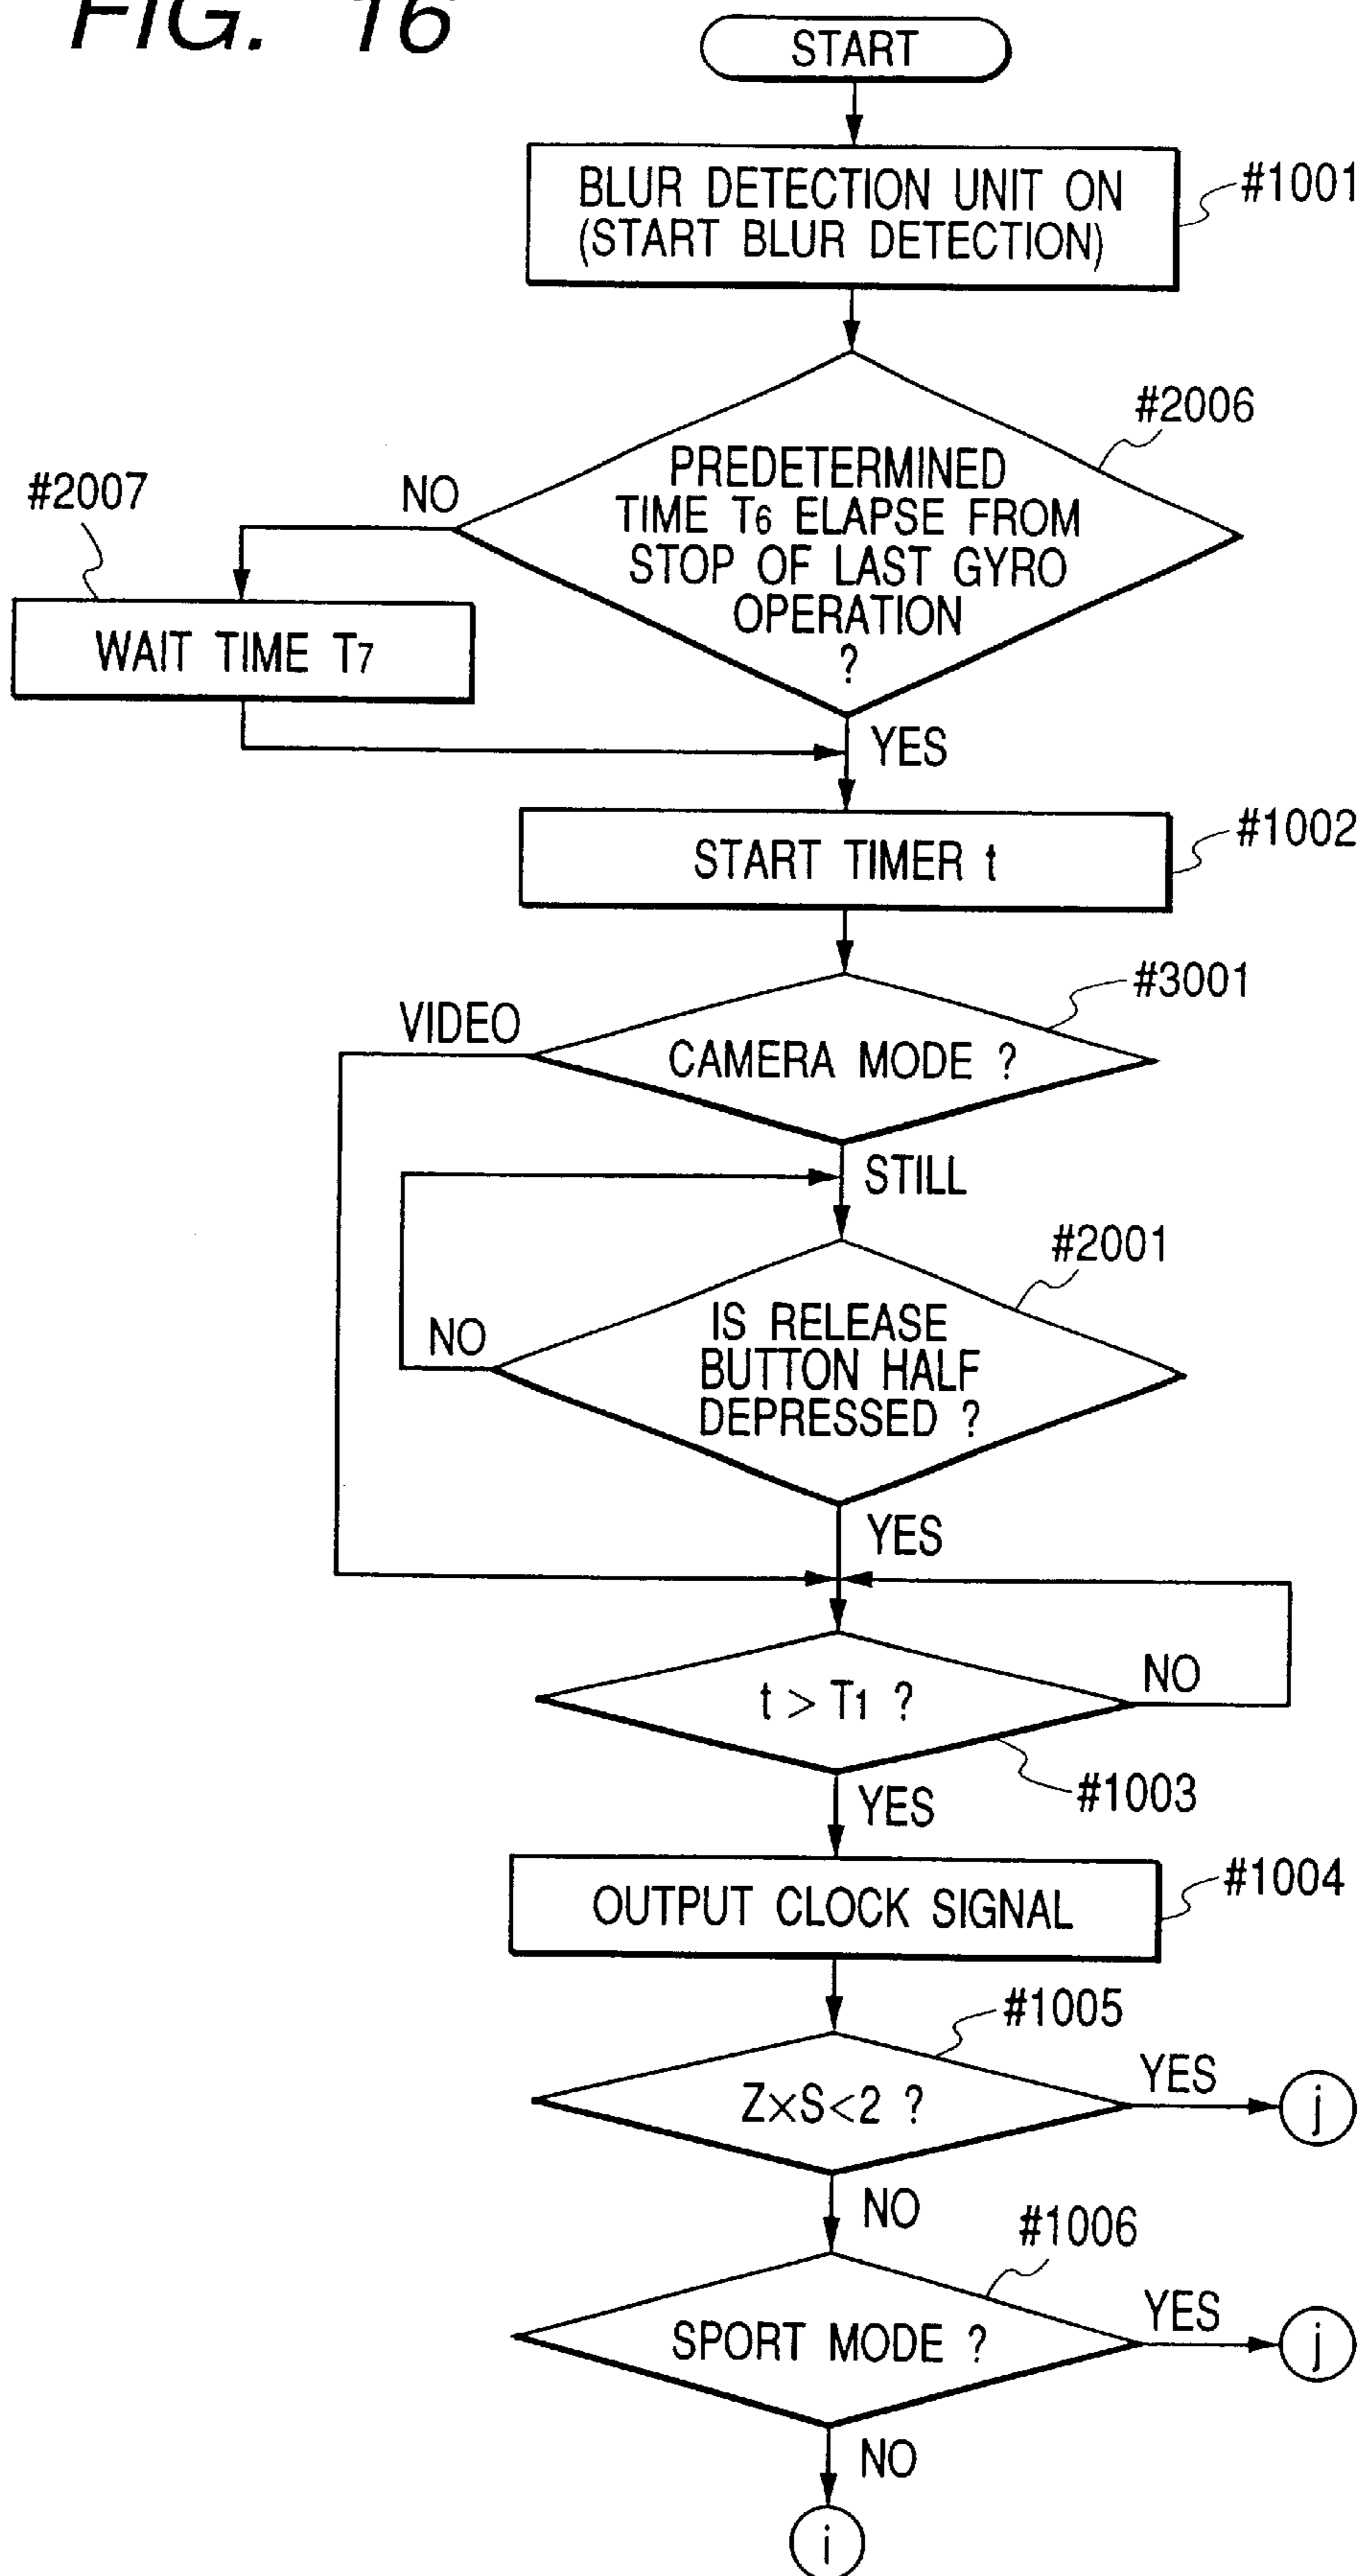 FIG. 16
START
BLUR DETECTION UNIT ON
(START BLUR DETECTION)
#1001
#2006
PREDETERMINED
TIME T6 ELAPSE FROM
STOP OF LAST GYRO
OPERATION
?
NO
#2007
WAIT TIME T7
YES
START TIMER t
#1002
#3001
VIDEO
CAMERA MODE ?
STILL
#2001
IS RELEASE
BUTTON HALF
DEPRESSED ?
NO
YES
t > T1 ?
NO
#1003
YES
OUTPUT CLOCK SIGNAL
#1004
#1005
Z×S<2 ?
YES
j
NO
#1006
SPORT MODE ?
YES
j
NO
i